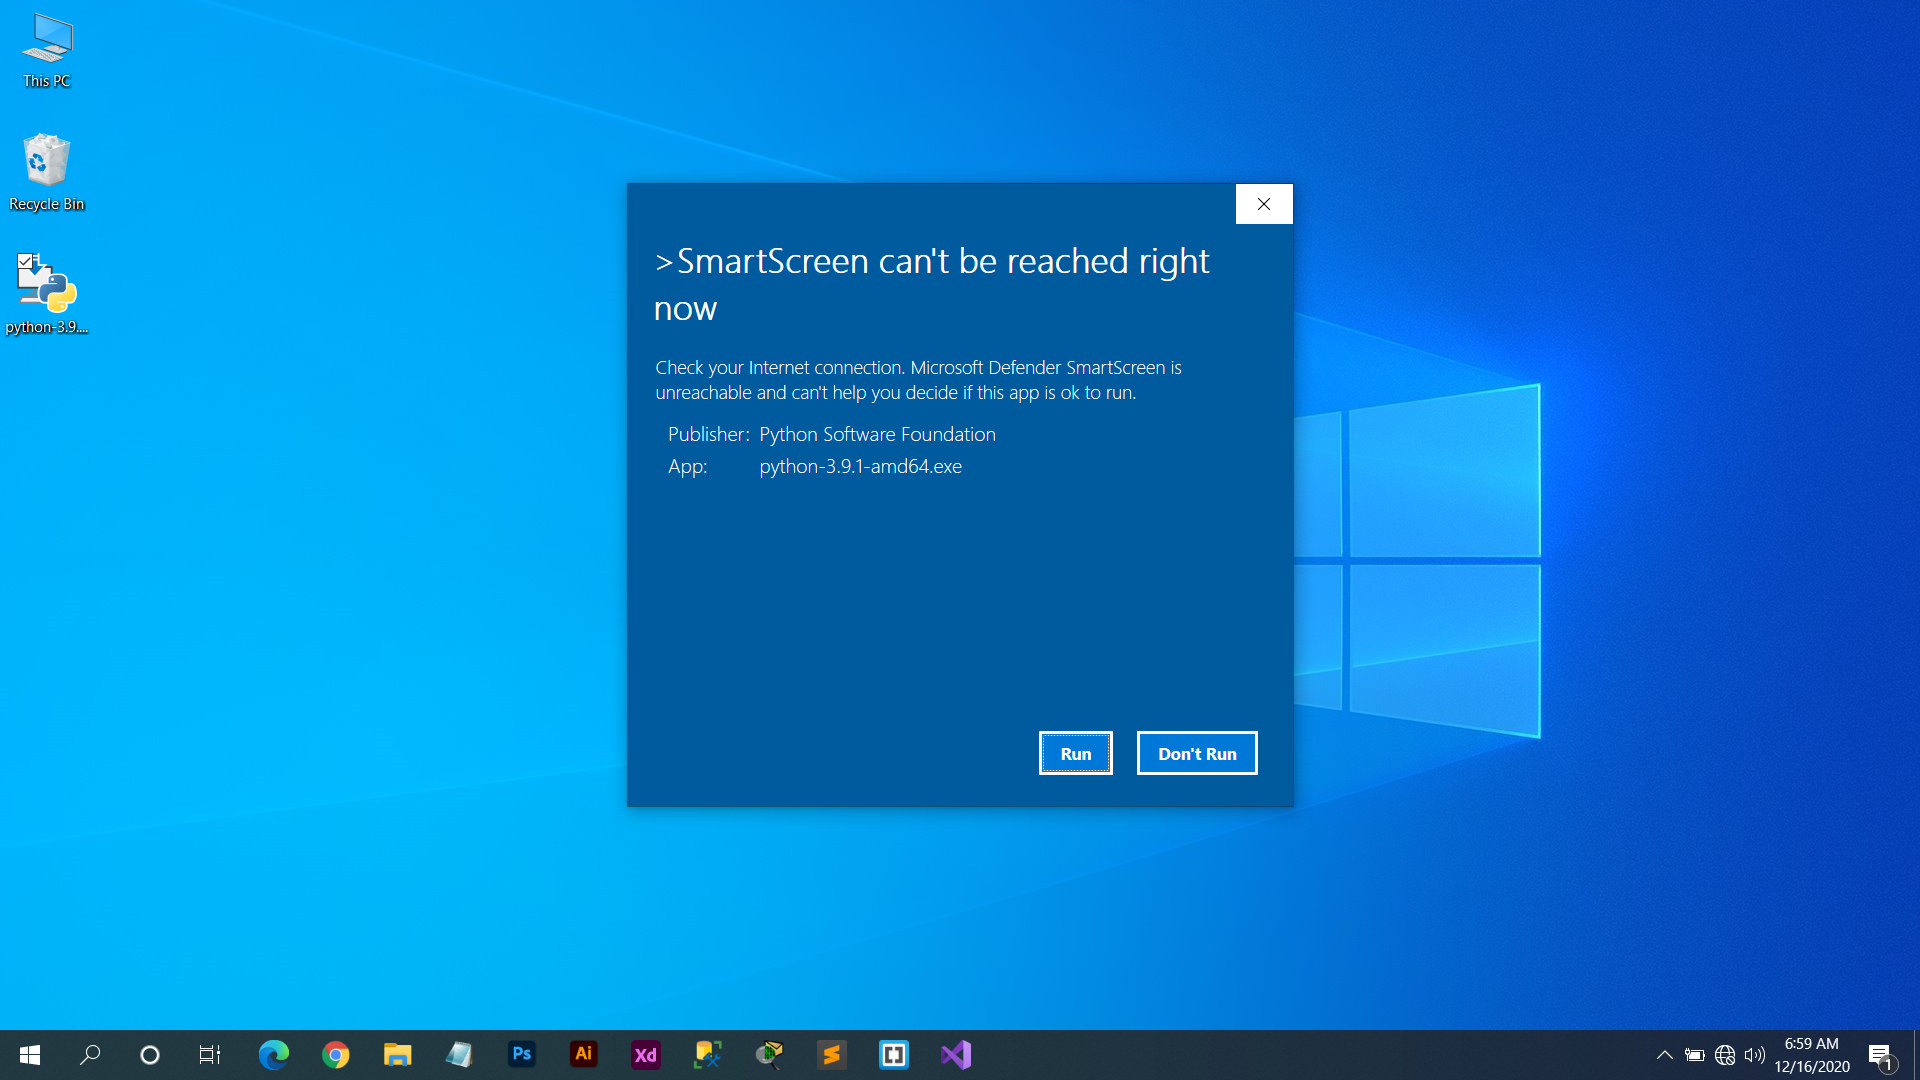 This PC
Recycle Bin
python-3.9....
>SmartScreen can't be reached right
now
Check your Internet connection. Microsoft Defender SmartScreen is
unreachable and can't help you decide if this app is ok to run.
Publisher: Python Software Foundation
App: python-3.9.1-amd64.exe
Run Don't Run
Ps Ai Xd
6:59 AM
12/16/2020
1